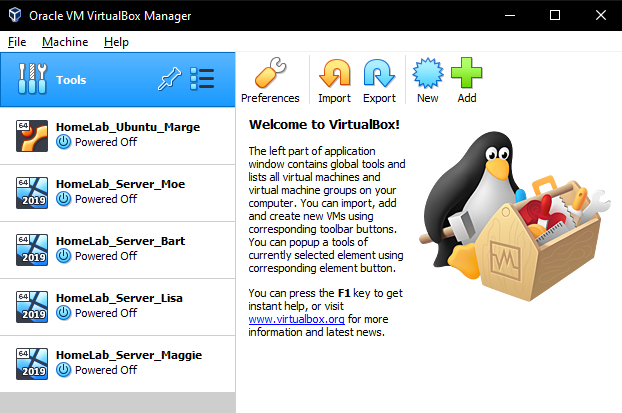 Oracle VM VirtualBox Manager
File Machine Help
Tools
Preferences Import Export New Add
64
HomeLab_Ubuntu_Marge
Powered Off
64
2019
HomeLab_Server_Moe
Powered Off
64
2019
HomeLab_Server_Bart
Powered Off
64
2019
HomeLab_Server_Lisa
Powered Off
64
2019
HomeLab_Server_Maggie
Powered Off
Welcome to VirtualBox!
The left part of application
window contains global tools and
lists all virtual machines and
virtual machine groups on your
computer. You can import, add
and create new VMs using
corresponding toolbar buttons.
You can popup a tools of
currently selected element using
corresponding element button.
You can press the F1 key to get
instant help, or visit
www.virtualbox.org for more
information and latest news.
VM